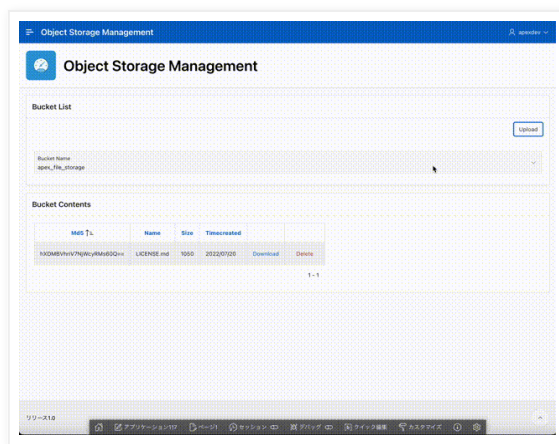 Object Storage Management
apexdev
Object Storage Management
Bucket List
Upload
Bucket Name
apex_file_storage
Bucket Contents
Md5 Name Size Timecreated
LICENSE.md 1050 2022/07/20 Download Delete
1 - 1
リリース1.0
アプリケーション117 ページ1 セッション デバッグ クイック編集 カスタマイズ